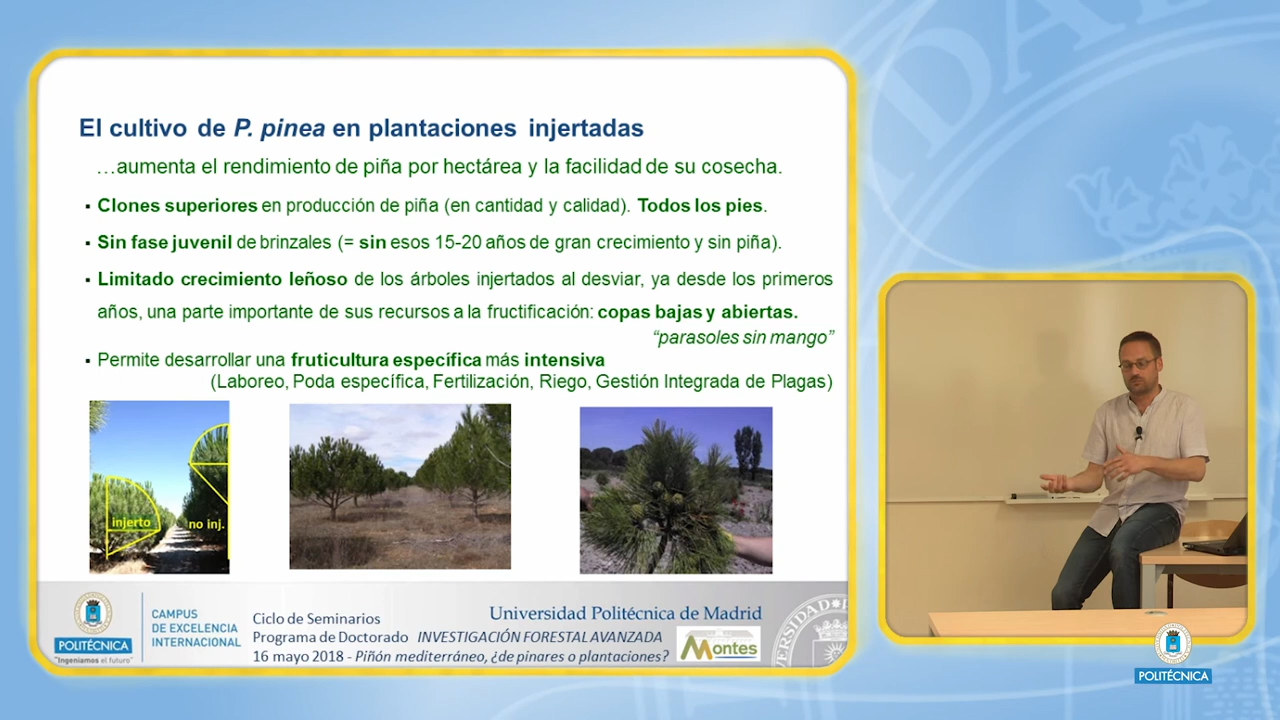 El cultivo de P. pinea en plantaciones injertadas
…aumenta el rendimiento de piña por hectárea y la facilidad de su cosecha.
▪ Clones superiores en producción de piña (en cantidad y calidad). Todos los pies.
▪ Sin fase juvenil de brinzales (= sin esos 15-20 años de gran crecimiento y sin piña).
▪ Limitado crecimiento leñoso de los árboles injertados al desviar, ya desde los primeros
años, una parte importante de sus recursos a la fructificación: copas bajas y abiertas.
“parasoles sin mango”
▪ Permite desarrollar una fruticultura específica más intensiva
(Laboreo, Poda específica, Fertilización, Riego, Gestión Integrada de Plagas)
injerto
no inj.
POLITÉCNICA
"Ingeniamos el futuro"
CAMPUS
DE EXCELENCIA
INTERNACIONAL
Ciclo de Seminarios
Universidad Politécnica de Madrid
Programa de Doctorado INVESTIGACIÓN FORESTAL AVANZADA
16 mayo 2018 - Piñón mediterráneo, ¿de pinares o plantaciones?
Montes
POLITÉCNICA